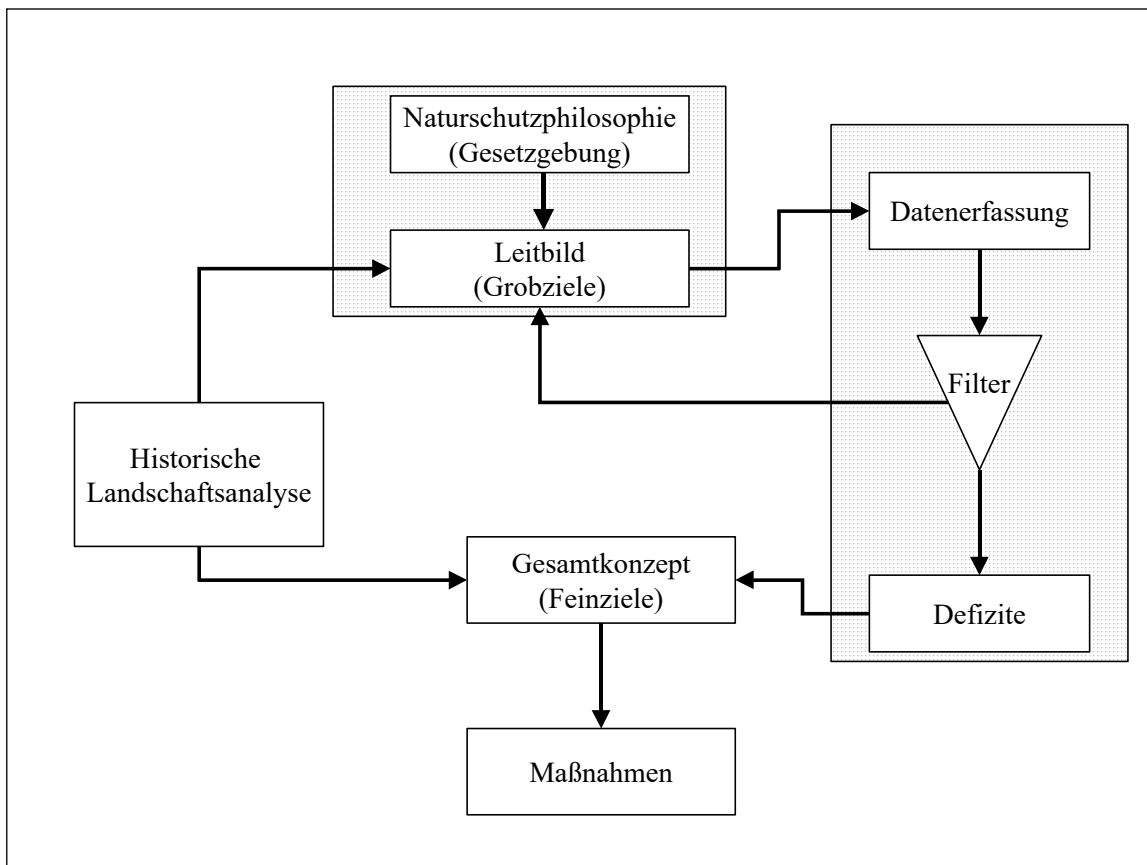 Naturschutzphilosophie
(Gesetzgebung)
Leitbild
(Grobziele)
Datenerfassung
Filter
Historische
Landschaftsanalyse
Gesamtkonzept
(Feinziele)
Defizite
Maßnahmen